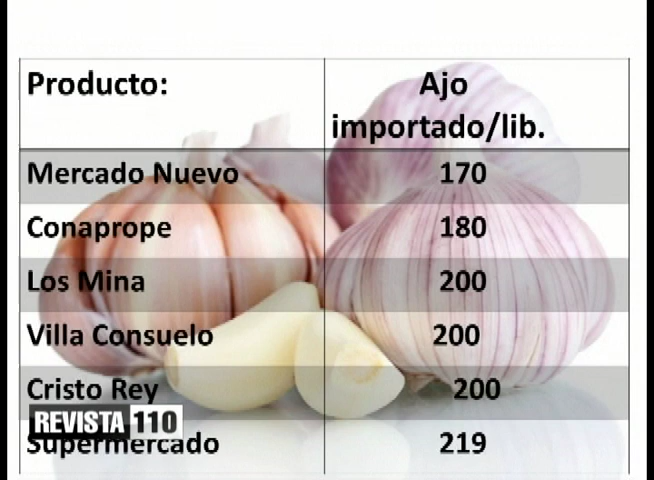 Producto: Ajo
importado/lib.
Mercado Nuevo 170
Conaprope 180
Los Mina 200
Villa Consuelo 200
Cristo Rey 200
REVISTA 110
Supermercado 219